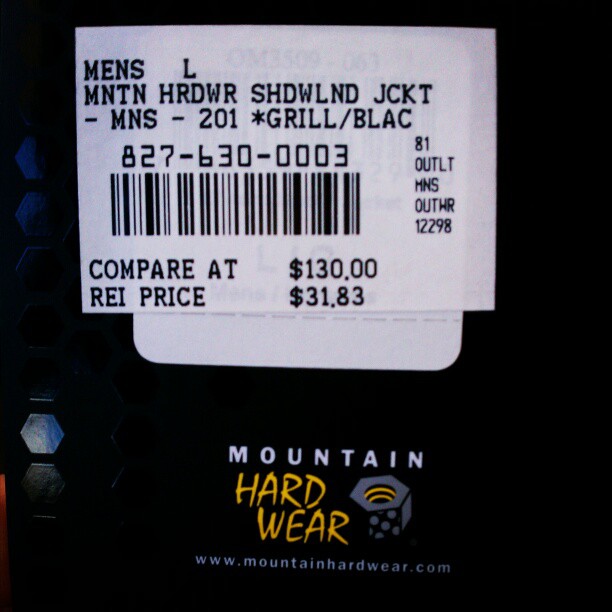 MENS L
MNTN HRDWR SHDWLND JCKT
- MNS - 201 *GRILL/BLAC
827-630-0003
81
OUTLT
MNS
OUTWR
12298
COMPARE AT $130.00
REI PRICE $31.83
MOUNTAIN
HARD
WEAR
www.mountainhardwear.com